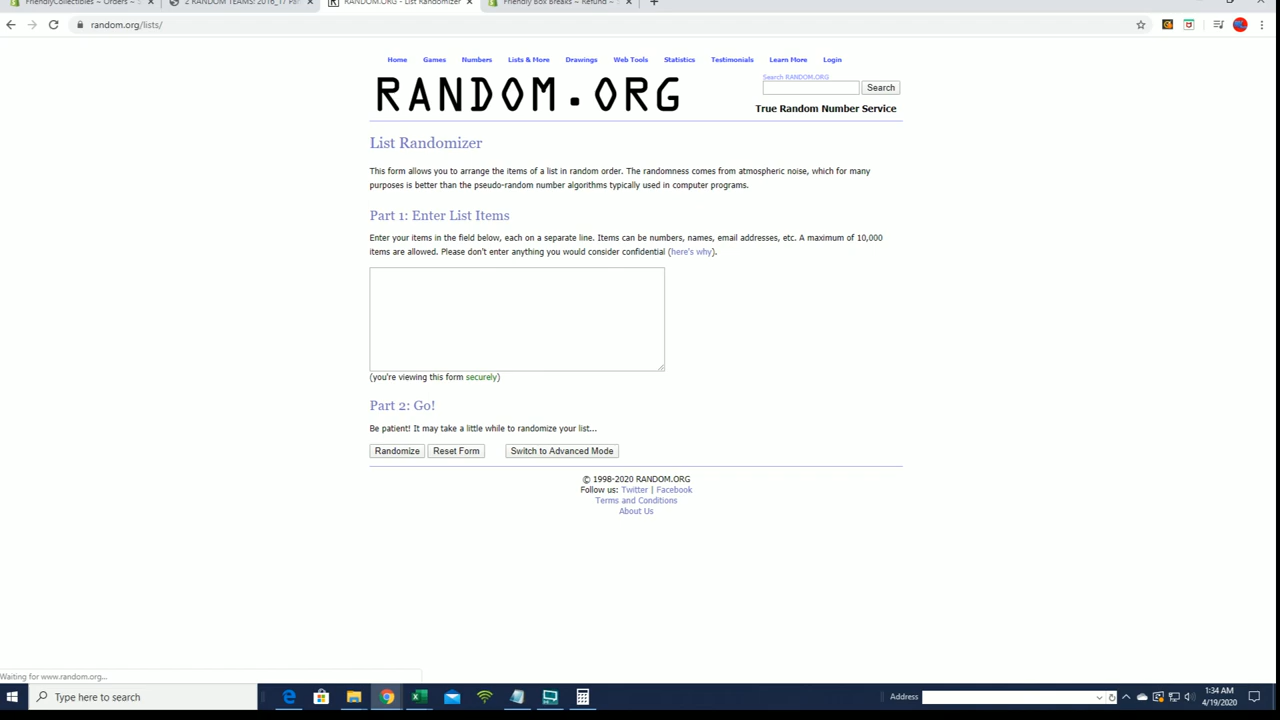 FriendlyCollectibles ~ Orders ~ S
2 RANDOM TEAMS: 2016_17 Pan
RANDOM.ORG - List Randomizer
Friendly Box Breaks ~ Refund ~ S
random.org/lists/
Home Games Numbers Lists & More Drawings Web Tools Statistics Testimonials Learn More Login
RANDOM.ORG
Search RANDOM.ORG
Search
True Random Number Service
List Randomizer
This form allows you to arrange the items of a list in random order. The randomness comes from atmospheric noise, which for many
purposes is better than the pseudo-random number algorithms typically used in computer programs.
Part 1: Enter List Items
Enter your items in the field below, each on a separate line. Items can be numbers, names, email addresses, etc. A maximum of 10,000
items are allowed. Please don't enter anything you would consider confidential (here's why).
(you're viewing this form securely)
Part 2: Go!
Be patient! It may take a little while to randomize your list...
Randomize Reset Form Switch to Advanced Mode
© 1998-2020 RANDOM.ORG
Follow us: Twitter | Facebook
Terms and Conditions
About Us
Waiting for www.random.org...
Type here to search
Address
1:34 AM
4/19/2020